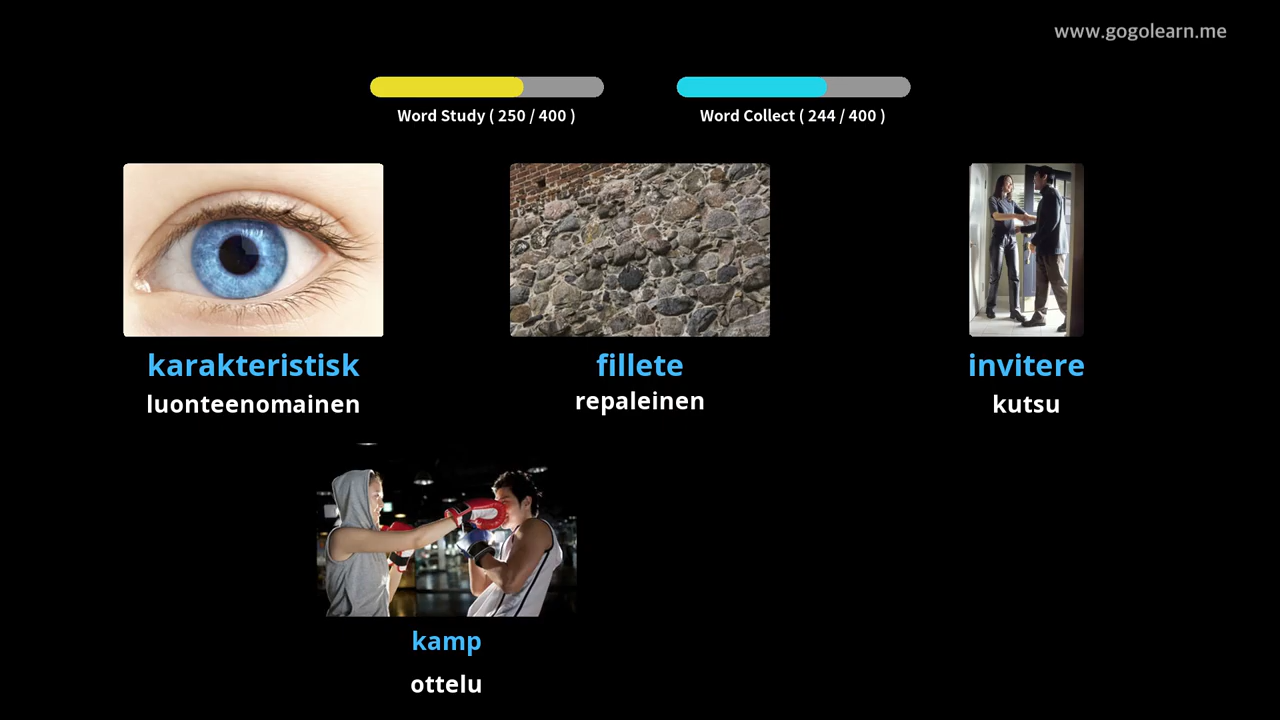 www.gogolearn.me
Word Study ( 250 / 400 )
Word Collect ( 244 / 400 )
karakteristisk
fillete
invitere
luonteenomainen
repaleinen
kutsu
kamp
ottelu